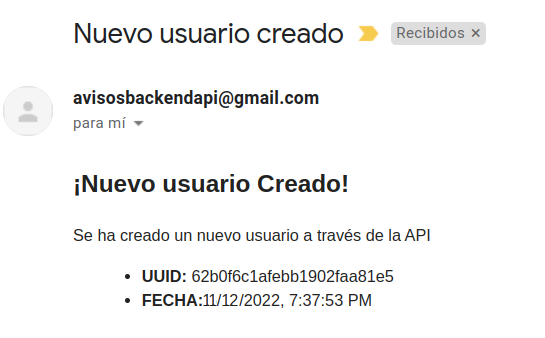 Nuevo usuario creado
Recibidos ×
avisosbackendapi@gmail.com
para mí
¡Nuevo usuario Creado!
Se ha creado un nuevo usuario a través de la API
• UUID: 62b0f6c1afebb1902faa81e5
• FECHA:11/12/2022, 7:37:53 PM